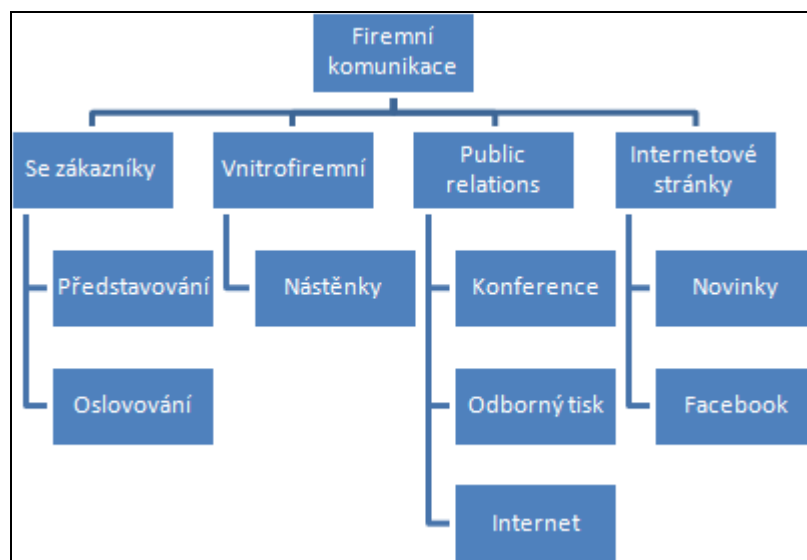 Firemní
komunikace
Se zákazníky
Vnitrofiremní
Public
relations
Internetové
stránky
Představování
Nástěnky
Konference
Novinky
Oslovování
Odborný tisk
Facebook
Internet